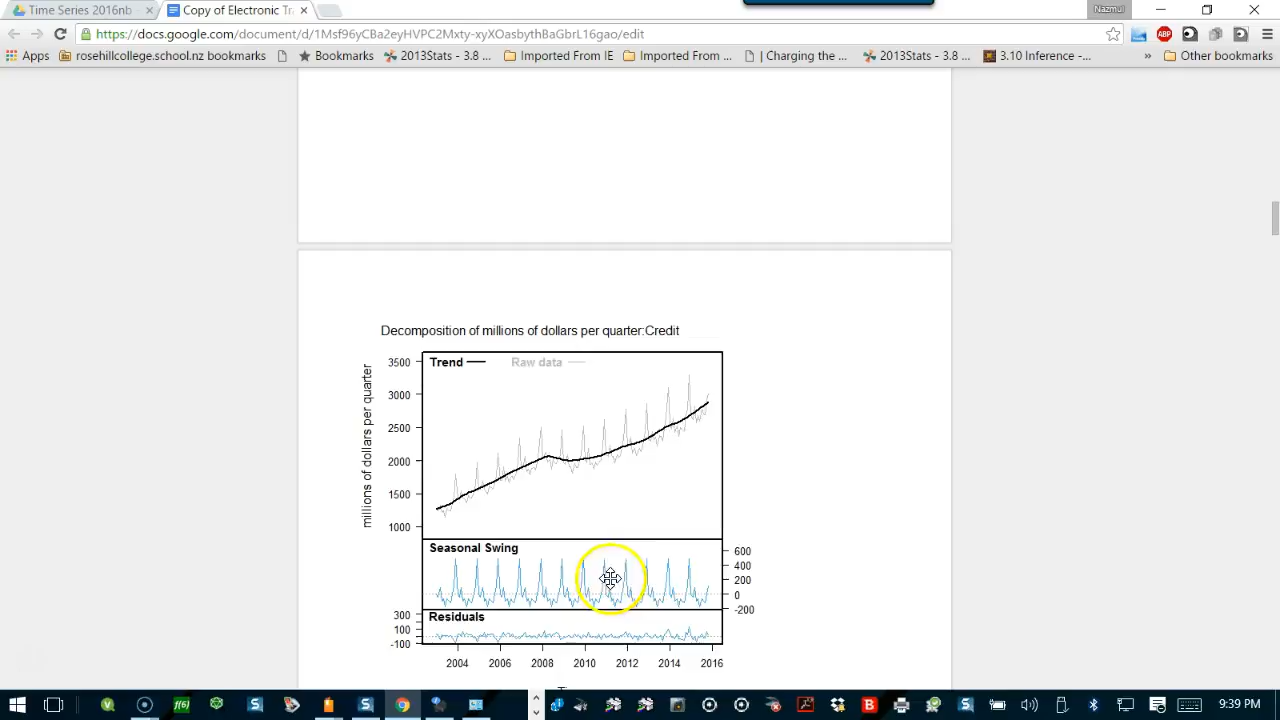 Nazmul
Time Series 2016nb
Copy of Electronic Tr
https://docs.google.com/document/d/1Msf96yCBa2eyHVPC2Mxty-xyXOasbythBaGbrL16gao/edit
ABP
Apps rosehillcollege.school.nz bookmarks Bookmarks 2013Stats - 3.8 ... Imported From IE Imported From ... | Charging the ... 2013Stats - 3.8 ... 3.10 Inference -... » Other bookmarks
Decomposition of millions of dollars per quarter:Credit
Trend Raw data
millions of dollars per quarter
3500
3000
2500
2000
1500
1000
Seasonal Swing
600
400
200
0
-200
Residuals
300
100
-100
2004 2006 2008 2010 2012 2014 2016
f(6)
9:39 PM